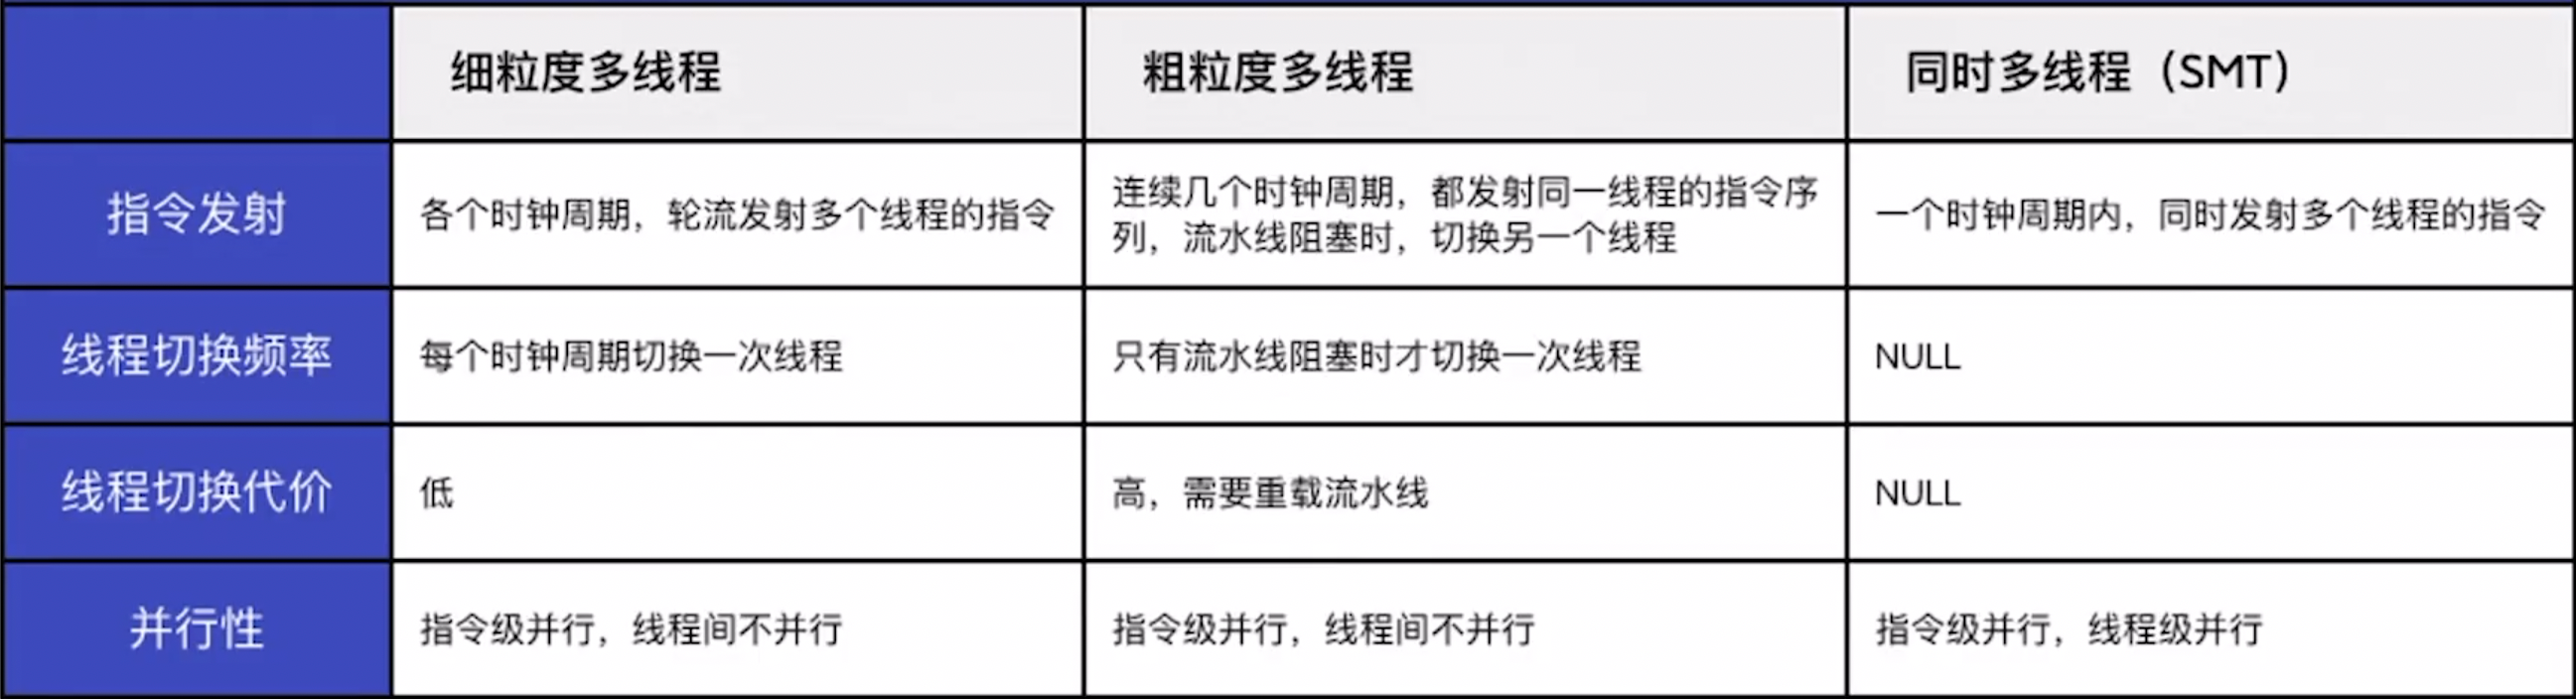 细粒度多线程
粗粒度多线程
同时多线程（SMT）
指令发射
各个时钟周期，轮流发射多个线程的指令
连续几个时钟周期，都发射同一线程的指令序
列，流水线阻塞时，切换另一个线程
一个时钟周期内，同时发射多个线程的指令
线程切换频率
每个时钟周期切换一次线程
只有流水线阻塞时才切换一次线程
NULL
线程切换代价
低
高，需要重载流水线
NULL
并行性
指令级并行，线程间不并行
指令级并行，线程间不并行
指令级并行，线程级并行